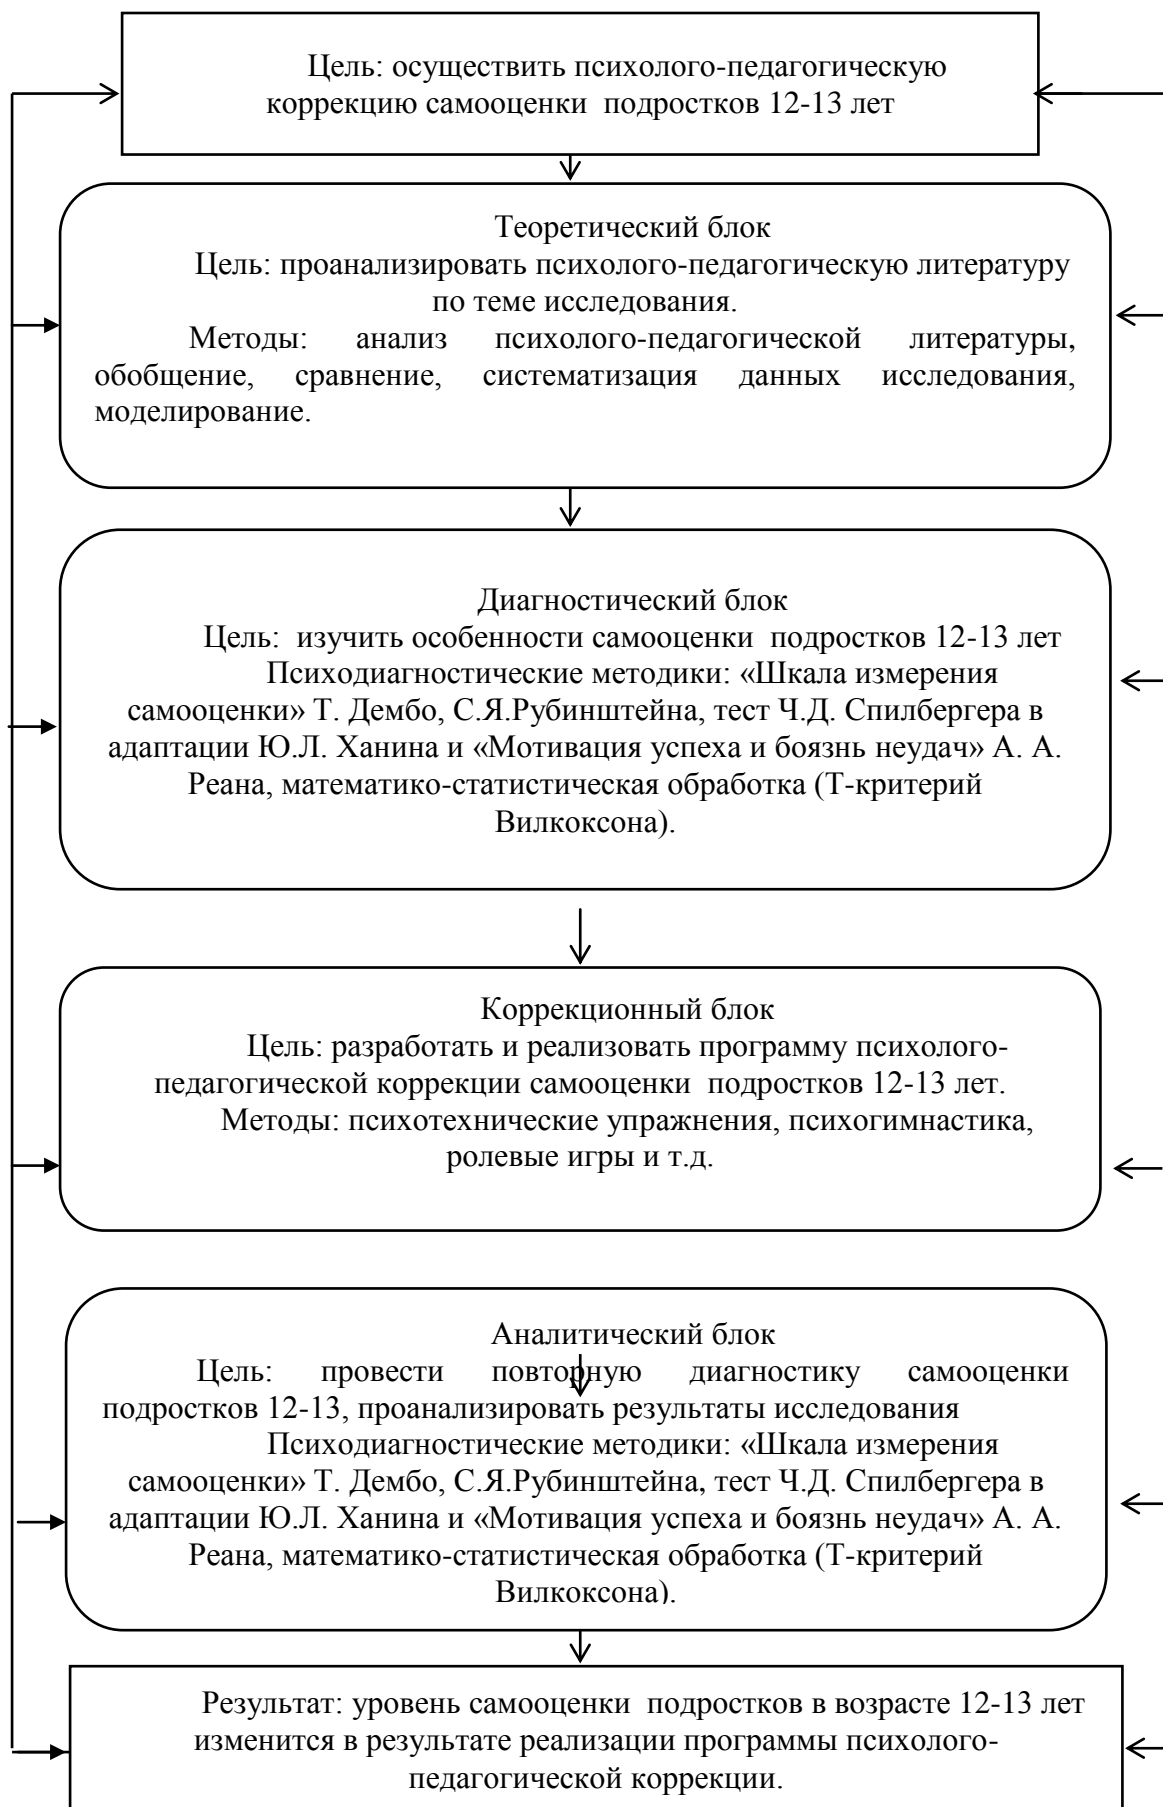 Цель: осуществить психолого-педагогическую
коррекцию самооценки подростков 12-13 лет
Теоретический блок
Цель: проанализировать психолого-педагогическую литературу
по теме исследования.
Методы: анализ психолого-педагогической литературы,
обобщение, сравнение, систематизация данных исследования,
моделирование.
Диагностический блок
Цель: изучить особенности самооценки подростков 12-13 лет
Психодиагностические методики: «Шкала измерения
самооценки» Т. Дембо, С.Я.Рубинштейна, тест Ч.Д. Спилбергера в
адаптации Ю.Л. Ханина и «Мотивация успеха и боязнь неудач» А. А.
Реана, математико-статистическая обработка (Т-критерий
Вилкоксона).
Коррекционный блок
Цель: разработать и реализовать программу психолого-
педагогической коррекции самооценки подростков 12-13 лет.
Методы: психотехнические упражнения, психогимнастика,
ролевые игры и т.д.
Аналитический блок
Цель: провести повторную диагностику самооценки
подростков 12-13, проанализировать результаты исследования
Психодиагностические методики: «Шкала измерения
самооценки» Т. Дембо, С.Я.Рубинштейна, тест Ч.Д. Спилбергера в
адаптации Ю.Л. Ханина и «Мотивация успеха и боязнь неудач» А. А.
Реана, математико-статистическая обработка (Т-критерий
Вилкоксона).
Результат: уровень самооценки подростков в возрасте 12-13 лет
изменится в результате реализации программы психолого-
педагогической коррекции.